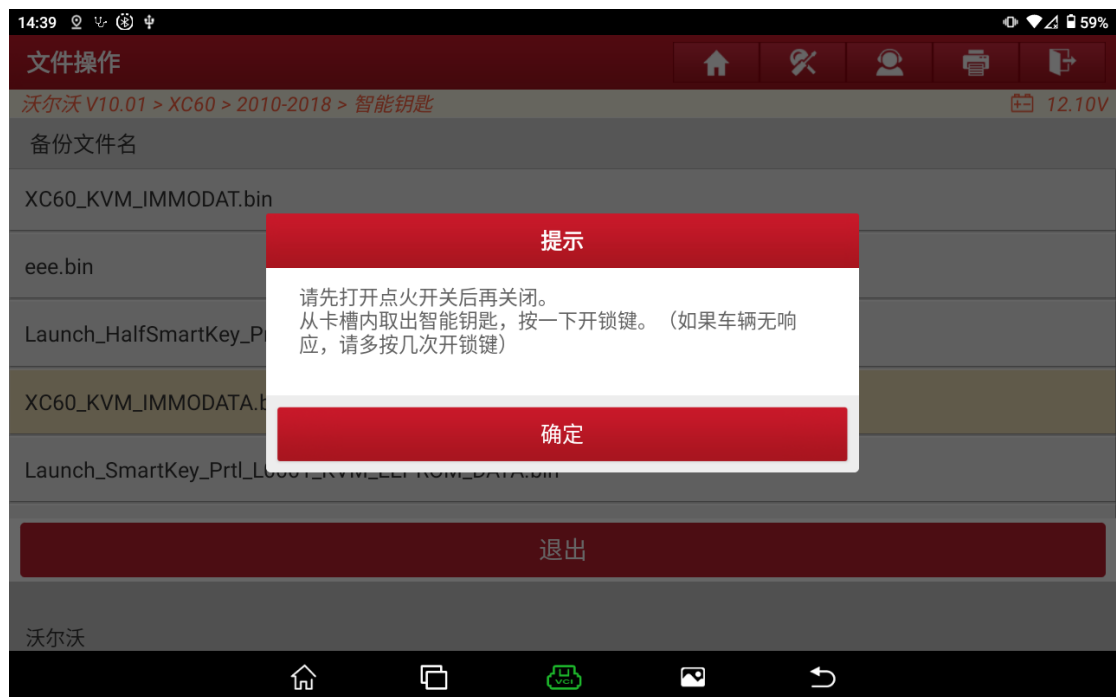 14:39
59%
文件操作
沃尔沃 V10.01 > XC60 > 2010-2018 > 智能钥匙
12.10V
备份文件名
XC60_KVM_IMMODAT.bin
提示
eee.bin
请先打开点火开关后再关闭。
从卡槽内取出智能钥匙，按一下开锁键。（如果车辆无响
应，请多按几次开锁键）
Launch_HalfSmartKey_P
XC60_KVM_IMMODATA.b
确定
Launch_SmartKey_Prtl_L0001_KVM_EEPROM_DATA.bin
退出
沃尔沃
VCI